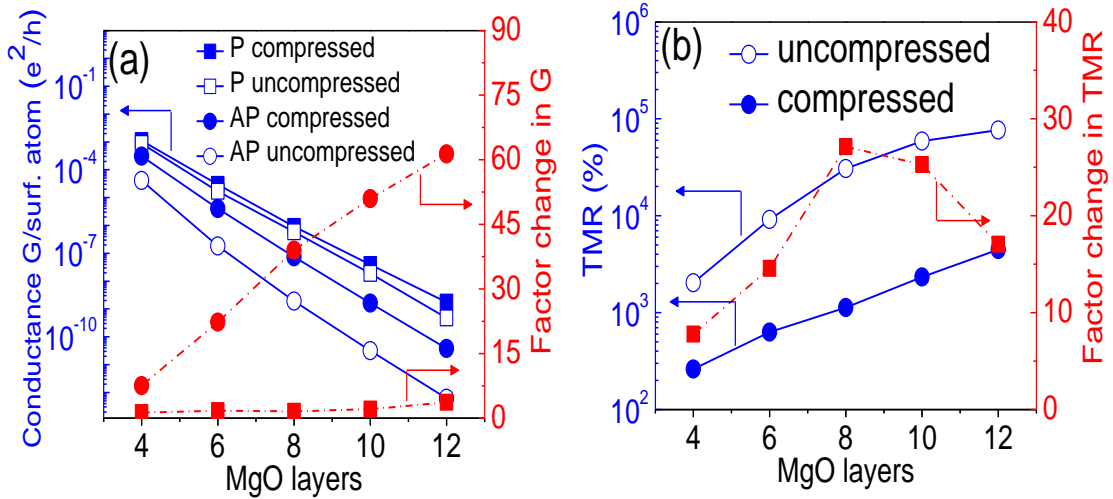 (a)
P compressed
P uncompressed
AP compressed
AP uncompressed
Conductance G/surf. atom (e²/h)
10⁻¹
10⁻⁴
10⁻⁷
10⁻¹⁰
4 6 8 10 12
MgO layers
90
75
60
45
30
15
0
Factor change in G
(b)
uncompressed
compressed
TMR (%)
10⁶
10⁵
10⁴
10³
10²
4 6 8 10 12
MgO layers
40
30
20
10
0
Factor change in TMR